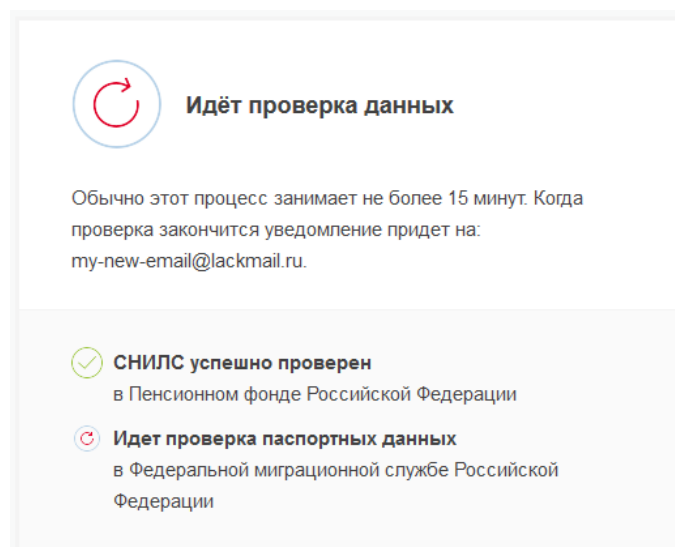 Идёт проверка данных
Обычно этот процесс занимает не более 15 минут. Когда
проверка закончится уведомление придет на:
my-new-email@lackmail.ru.
СНИЛС успешно проверен
в Пенсионном фонде Российской Федерации
Идет проверка паспортных данных
в Федеральной миграционной службе Российской
Федерации